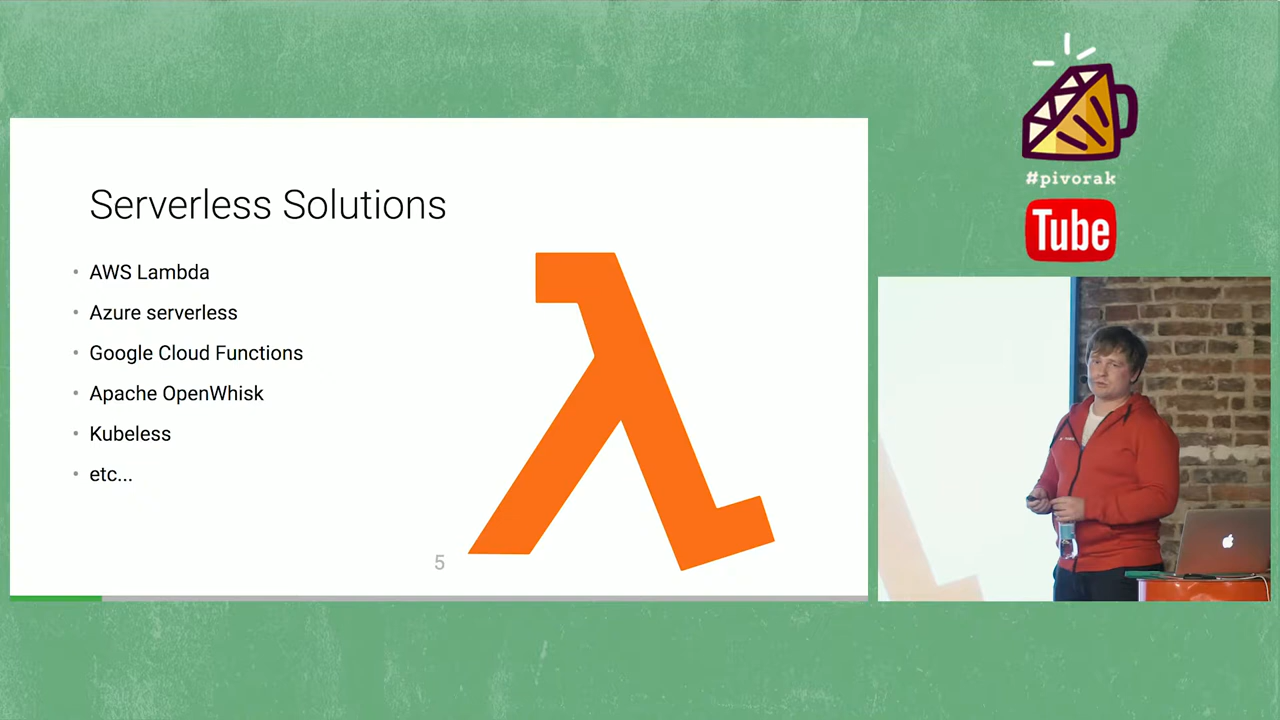 Serverless Solutions
AWS Lambda
Azure serverless
Google Cloud Functions
Apache OpenWhisk
Kubeless
etc...
5
#pivorak
Tube